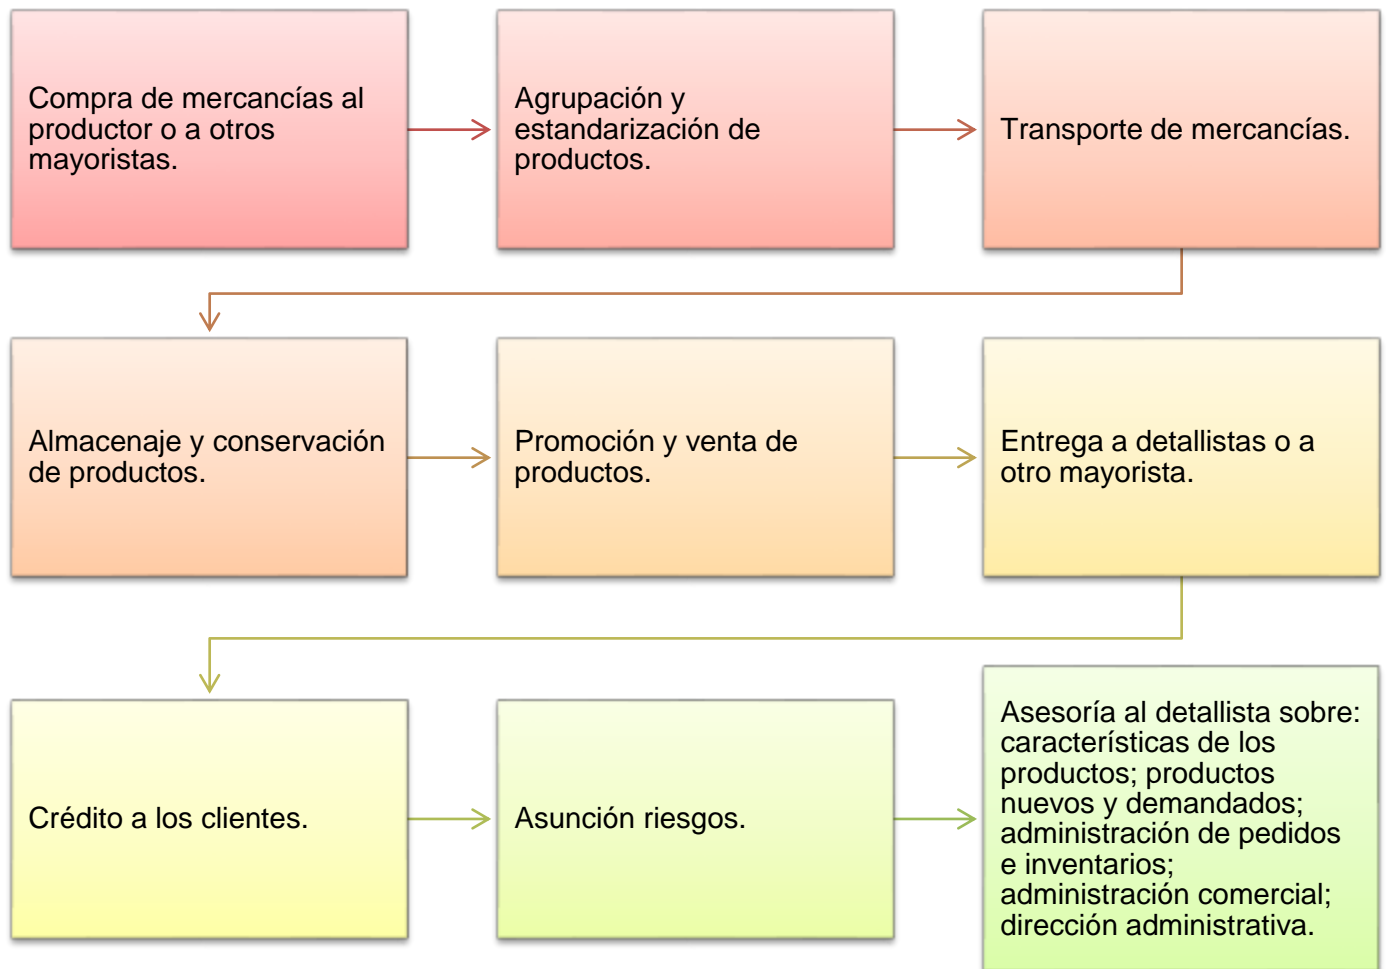 Compra de mercancías al
productor o a otros
mayoristas.
Agrupación y
estandarización de
productos.
Transporte de mercancías.
Almacenaje y conservación
de productos.
Promoción y venta de
productos.
Entrega a detallistas o a
otro mayorista.
Crédito a los clientes.
Asunción riesgos.
Asesoría al detallista sobre:
características de los
productos; productos
nuevos y demandados;
administración de pedidos
e inventarios;
administración comercial;
dirección administrativa.